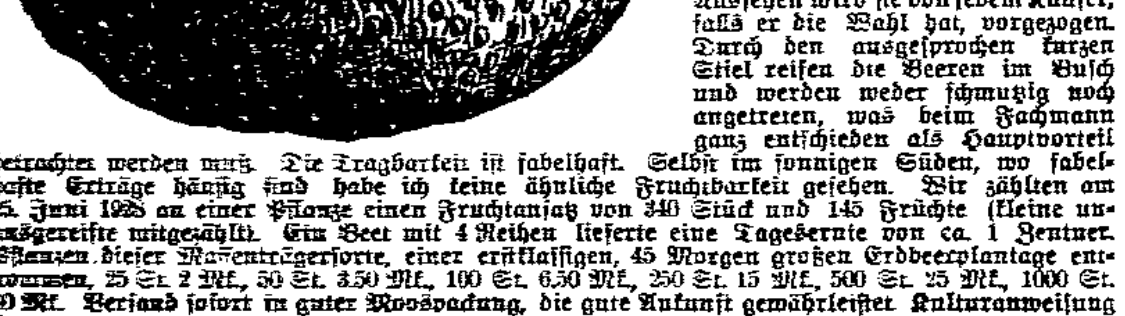 Aussehen wird sie von jedem Käufer,
falls er die Wahl hat, vorgezogen.
Durch den ausgesprochen kurzen
Stiel reifen die Beeren im Busch
und werden weder schmutzig noch
angetreten, was beim Fachmann
ganz entschieden als Hauptvorteil
betrachtet werden muß. Die Tragbarkeit ist fabelhaft. Selbst im sonnigen Süden, wo fabel-
hafte Erträge häufig sind habe ich keine ähnliche Fruchtbarkeit gesehen. Wir zählten am
5. Juni 1928 an einer Pflanze einen Fruchtansatz von 340 Stück und 145 Früchte (kleine un-
ausgereifte mitgezählt). Ein Beet mit 4 Reihen lieferte eine Tagesernte von ca. 1 Zentner.
Pflanzen dieser Massenträgersorte, einer erstklassigen, 45 Morgen großen Erdbeerplantage ent-
nommen, 25 St. 2 Mk., 50 St. 3.50 Mk., 100 St. 6.50 Mk., 250 St. 15 Mk., 500 St. 25 Mk., 1000 St.
Mk. Versand sofort in guter Moospackung, die gute Ankunft gewährleistet. Kulturanweisung